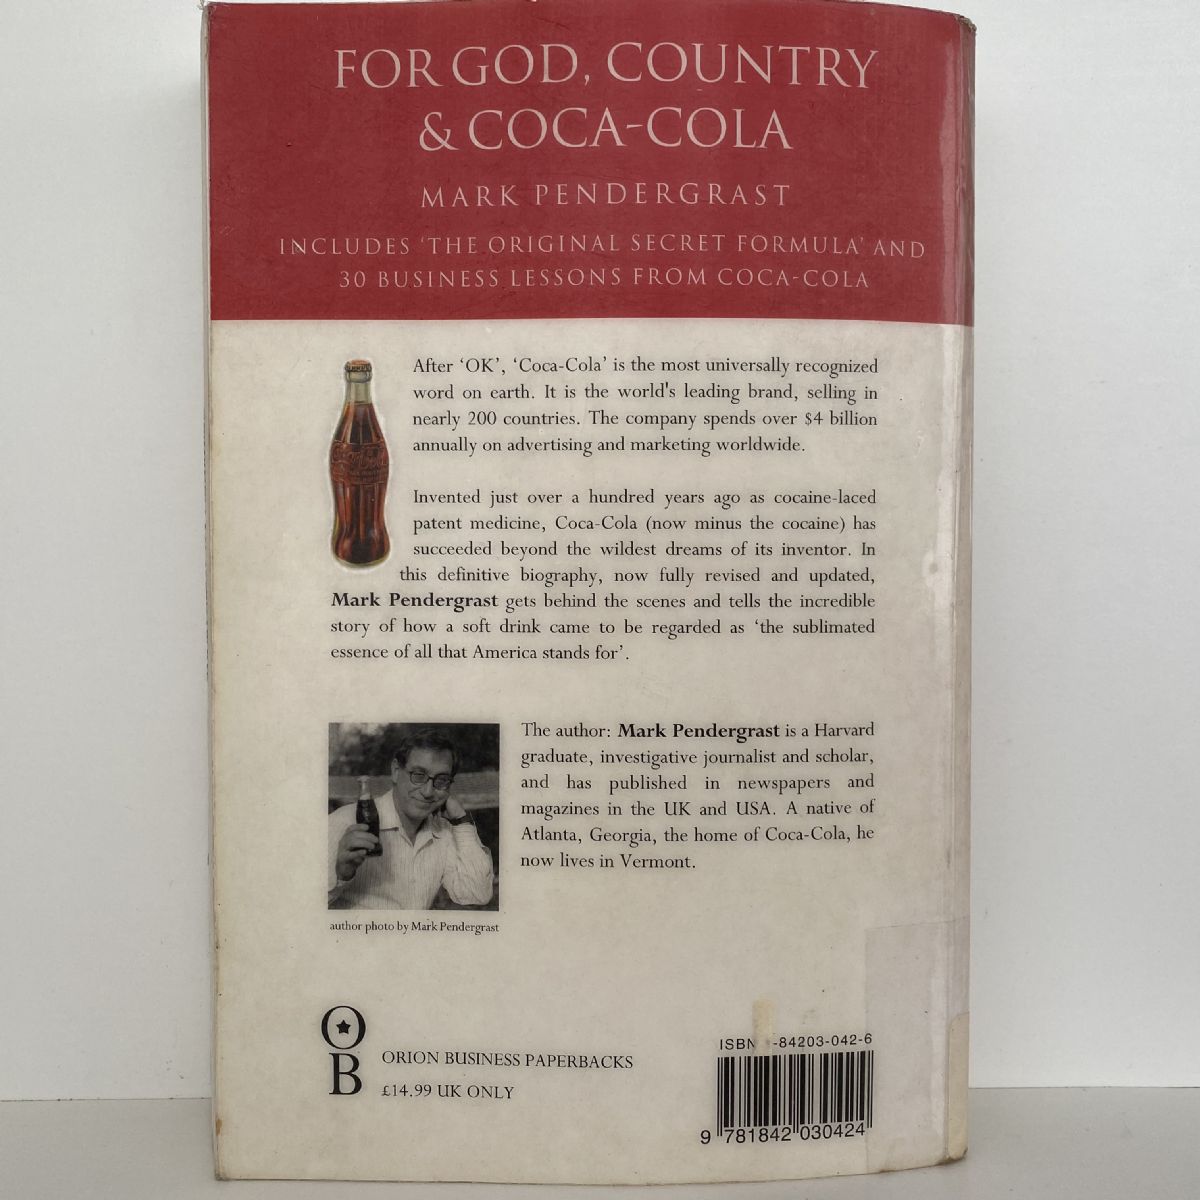 FOR GOD, COUNTRY
& COCA-COLA
MARK PENDERGRAST
INCLUDES 'THE ORIGINAL SECRET FORMULA' AND
30 BUSINESS LESSONS FROM COCA-COLA
After 'OK', 'Coca-Cola' is the most universally recognized
word on earth. It is the world's leading brand, selling in
nearly 200 countries. The company spends over $4 billion
annually on advertising and marketing worldwide.
Invented just over a hundred years ago as cocaine-laced
patent medicine, Coca-Cola (now minus the cocaine) has
succeeded beyond the wildest dreams of its inventor. In
this definitive biography, now fully revised and updated,
Mark Pendergrast gets behind the scenes and tells the incredible
story of how a soft drink came to be regarded as 'the sublimated
essence of all that America stands for'.
The author: Mark Pendergrast is a Harvard
graduate, investigative journalist and scholar,
and has published in newspapers and
magazines in the UK and USA. A native of
Atlanta, Georgia, the home of Coca-Cola, he
now lives in Vermont.
author photo by Mark Pendergrast
OB
ORION BUSINESS PAPERBACKS
£14.99 UK ONLY
ISBN -84203-042-6
9 781842 030424